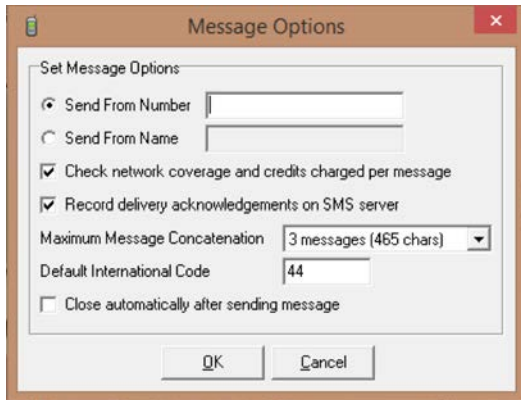 Message Options
Set Message Options
Send From Number
Send From Name
Check network coverage and credits charged per message
Record delivery acknowledgements on SMS server
Maximum Message Concatenation 3 messages (465 chars)
Default International Code 44
Close automatically after sending message
OK Cancel